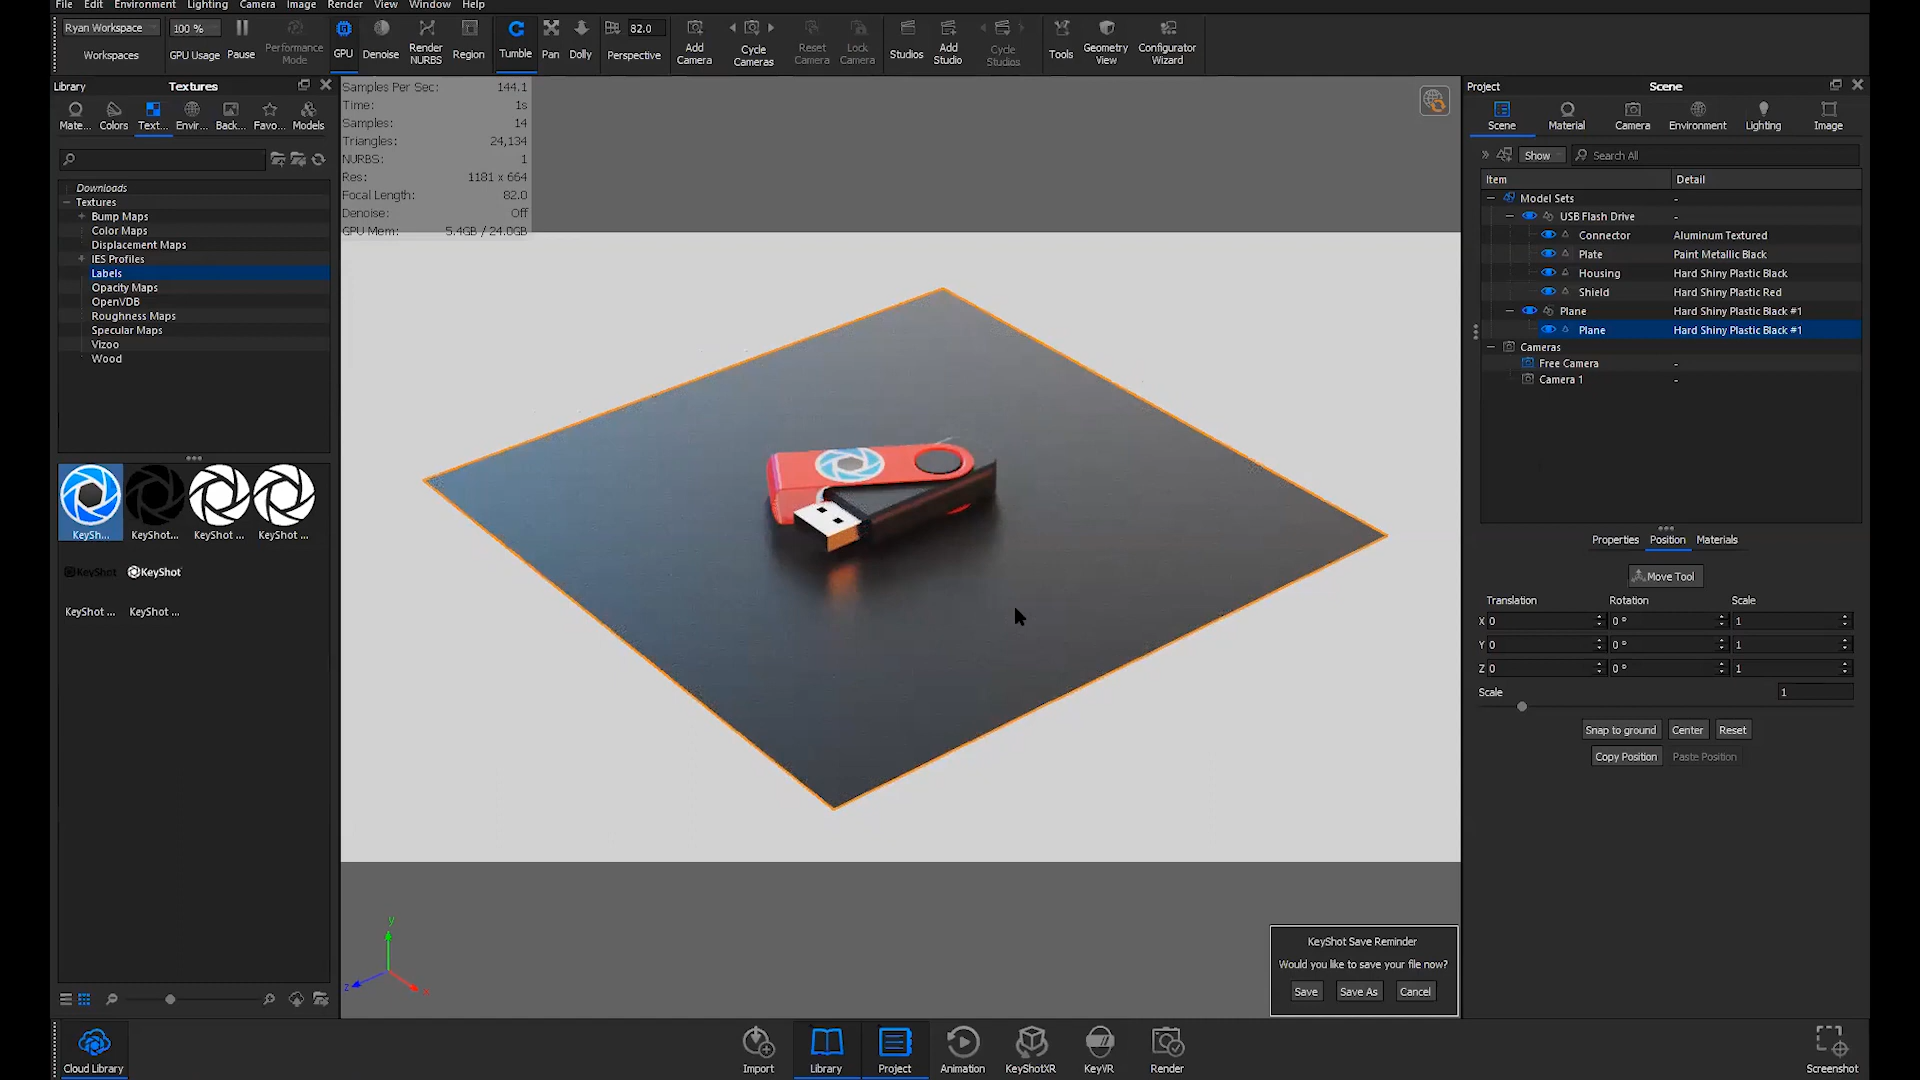 File Edit Environment Lighting Camera Image Render View Window Help
Ryan Workspace
Workspaces
100 %
GPU Usage
Pause
Performance Mode
GPU
Denoise
Render NURBS
Region
Tumble
Pan
Dolly
82.0
Perspective
Add Camera
Cycle Cameras
Reset Camera
Lock Camera
Studios
Add Studio
Cycle Studios
Tools
Geometry View
Configurator Wizard
Library
Textures
Mate... Colors Text... Envir... Back... Favo... Models
Downloads
Textures
Bump Maps
Color Maps
Displacement Maps
IES Profiles
Labels
Opacity Maps
OpenVDB
Roughness Maps
Specular Maps
Vizoo
Wood
KeySh... KeyShot... KeyShot ... KeyShot ...
KeyShot KeyShot
KeyShot ... KeyShot ...
Samples Per Sec: 144.1
Time: 1s
Samples: 14
Triangles: 24,134
NURBS: 1
Res: 1181 x 664
Focal Length: 82.0
Denoise: Off
GPU Mem: 5.4GB / 24.0GB
y
z
x
KeyShot Save Reminder
Would you like to save your file now?
Save Save As Cancel
Project
Scene
Scene Material Camera Environment Lighting Image
Show
Search All
Item Detail
Model Sets -
USB Flash Drive -
Connector Aluminum Textured
Plate Paint Metallic Black
Housing Hard Shiny Plastic Black
Shield Hard Shiny Plastic Red
Plane Hard Shiny Plastic Black #1
Plane Hard Shiny Plastic Black #1
Cameras
Free Camera -
Camera 1 -
Properties Position Materials
Move Tool
Translation Rotation Scale
X 0 0 ° 1
Y 0 0 ° 1
Z 0 0 ° 1
Scale 1
Snap to ground Center Reset
Copy Position Paste Position
Cloud Library
Import
Library
Project
Animation
KeyShotXR
KeyVR
Render
Screenshot